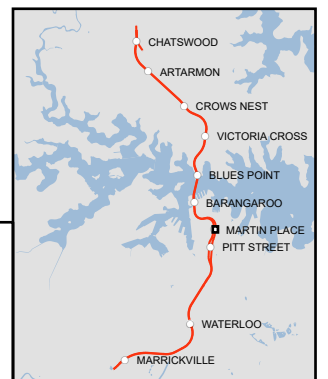 CHATSWOOD
ARTARMON
CROWS NEST
VICTORIA CROSS
BLUES POINT
BARANGAROO
MARTIN PLACE
PITT STREET
WATERLOO
MARRICKVILLE